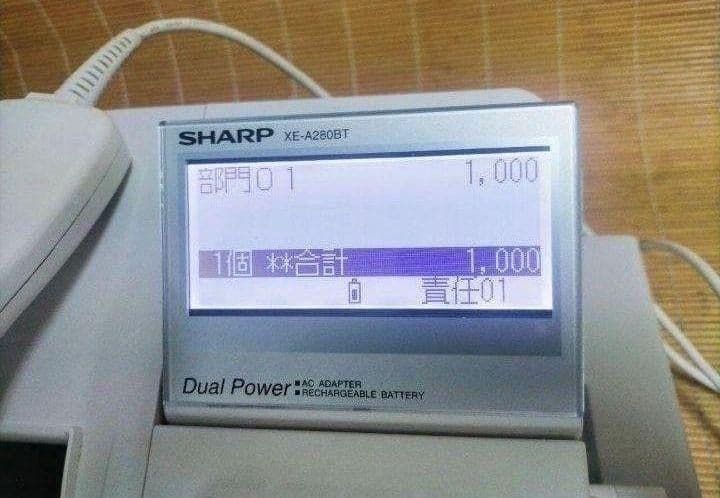 SHARP XE-A280BT
部門01 1,000
1個 **合計 1,000
責任01
Dual Power ■AC ADAPTER
■RECHARGEABLE BATTERY